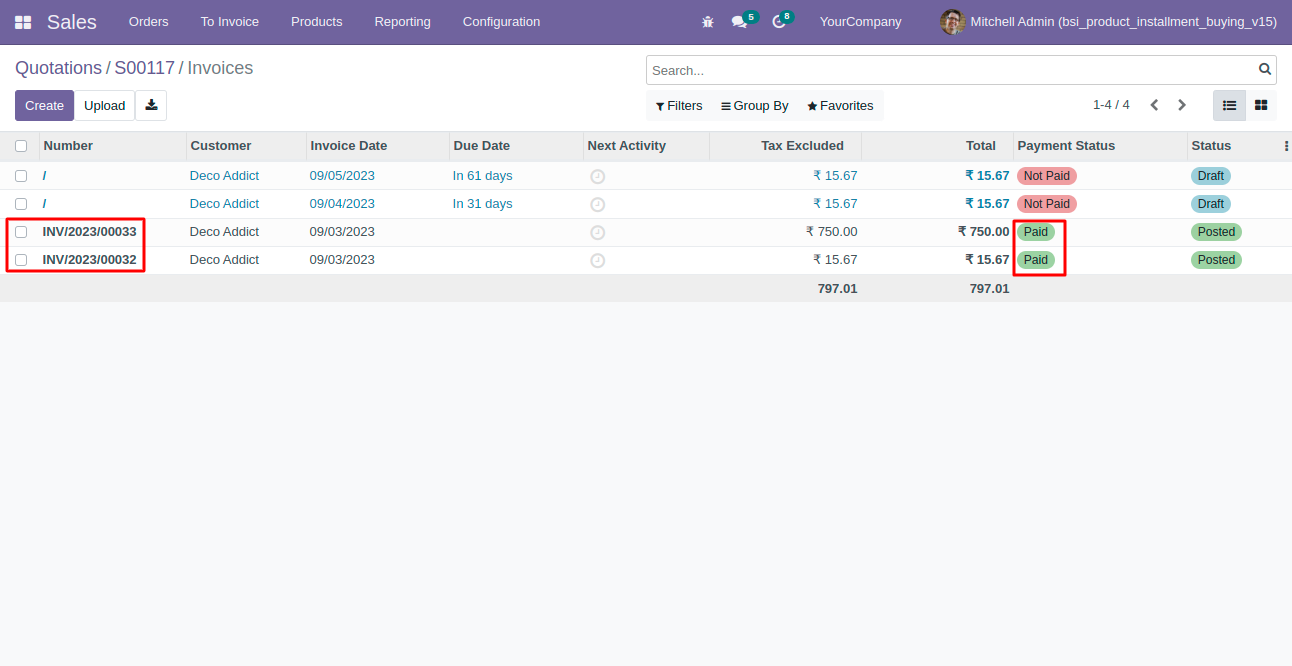 Sales Orders To Invoice Products Reporting Configuration 5 8 YourCompany Mitchell Admin (bsi_product_installment_buying_v15)
Quotations / S00117 / Invoices Search...
Create Upload Filters Group By Favorites 1-4 / 4
Number Customer Invoice Date Due Date Next Activity Tax Excluded Total Payment Status Status
/ Deco Addict 09/05/2023 In 61 days ₹ 15.67 ₹ 15.67 Not Paid Draft
/ Deco Addict 09/04/2023 In 31 days ₹ 15.67 ₹ 15.67 Not Paid Draft
INV/2023/00033 Deco Addict 09/03/2023 ₹ 750.00 ₹ 750.00 Paid Posted
INV/2023/00032 Deco Addict 09/03/2023 ₹ 15.67 ₹ 15.67 Paid Posted
797.01 797.01